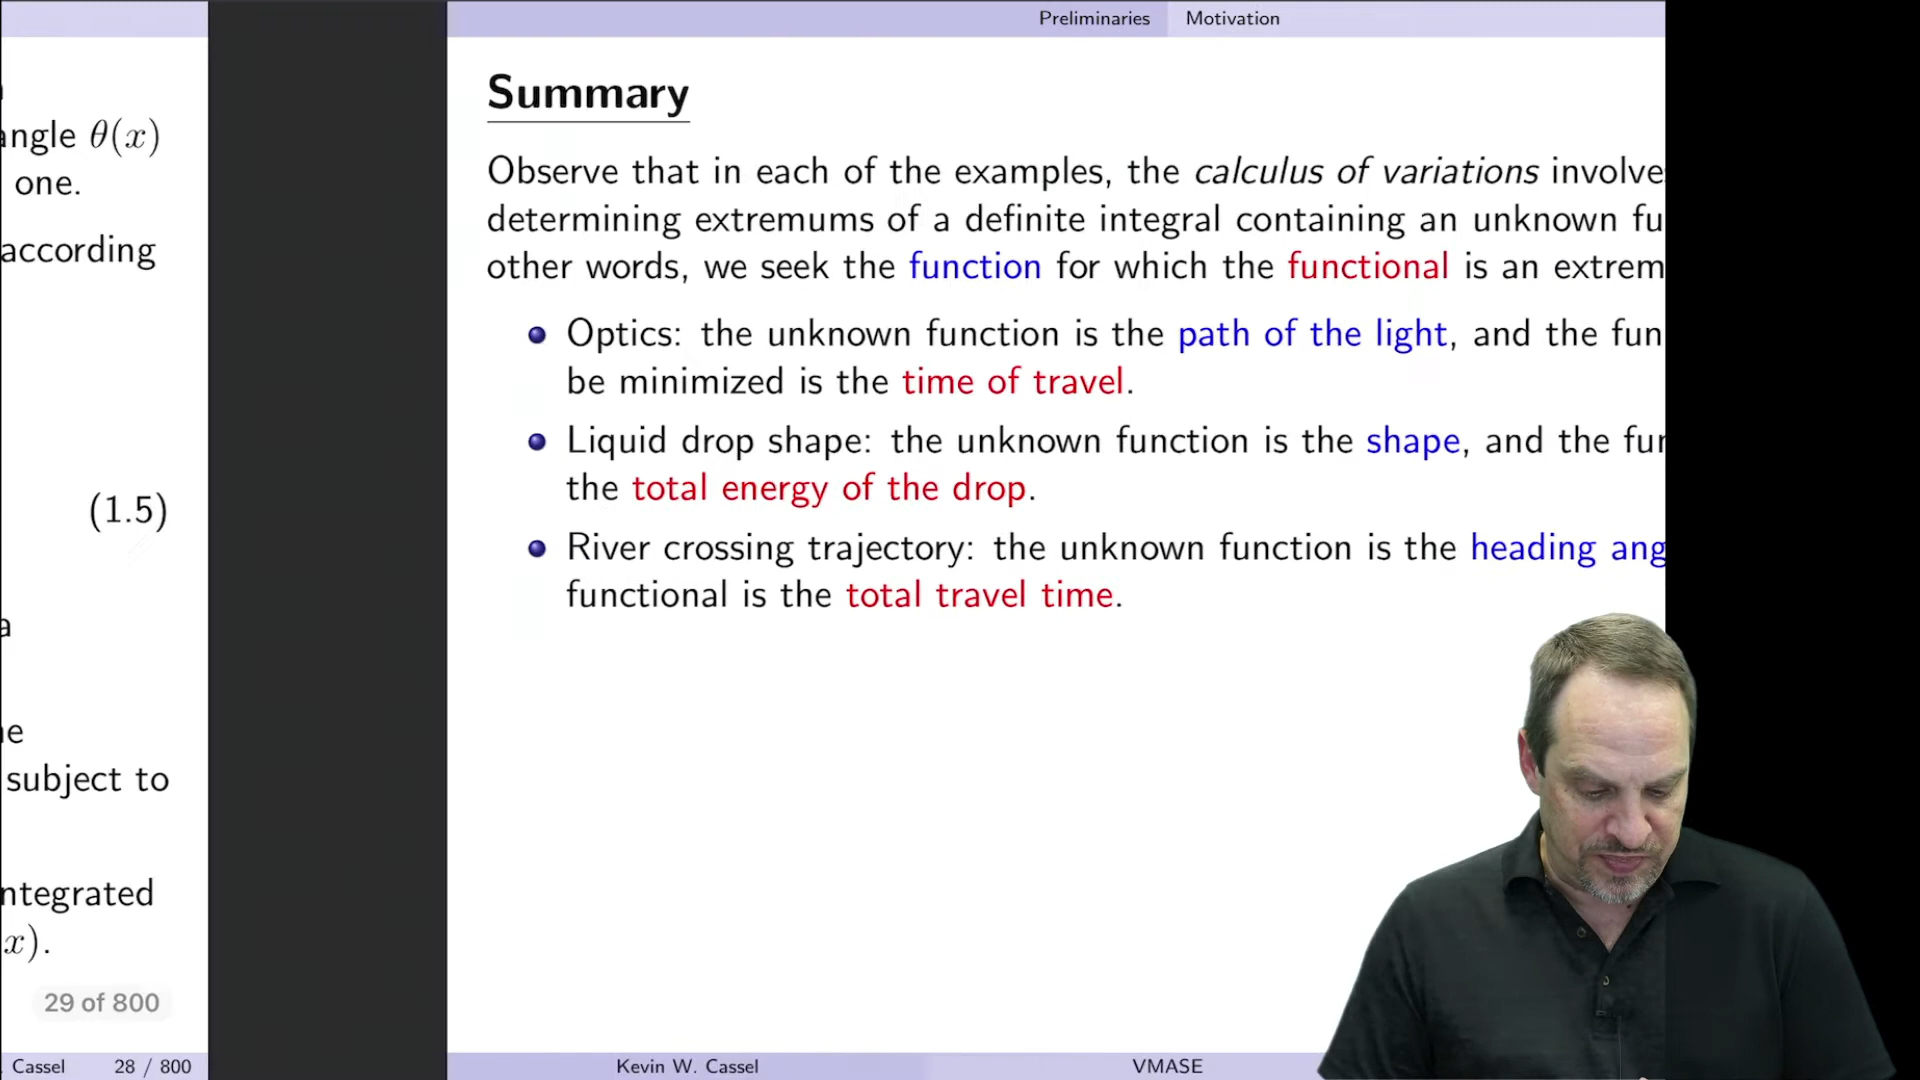 Preliminaries Motivation
angle θ(x)
one.
according
(1.5)
a
subject to
ntegrated
x).
29 of 800
Cassel 28 / 800
Summary
Observe that in each of the examples, the calculus of variations involve
determining extremums of a definite integral containing an unknown fu
other words, we seek the function for which the functional is an extrem
Optics: the unknown function is the path of the light, and the fun
be minimized is the time of travel.
Liquid drop shape: the unknown function is the shape, and the fun
the total energy of the drop.
River crossing trajectory: the unknown function is the heading ang
functional is the total travel time.
Kevin W. Cassel VMASE